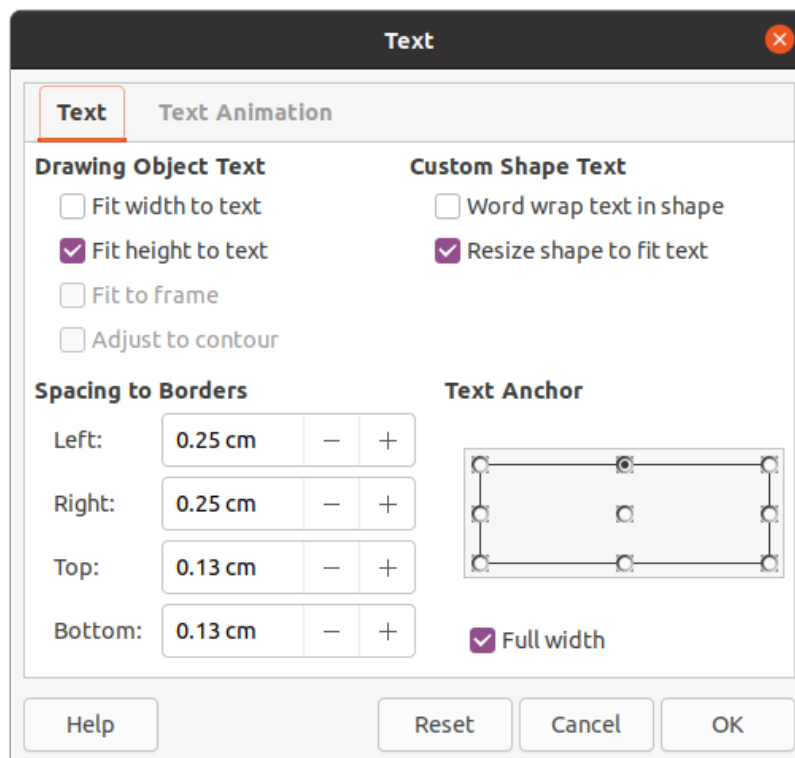 Text
Text Text Animation
Drawing Object Text Custom Shape Text
Fit width to text Word wrap text in shape
Fit height to text Resize shape to fit text
Fit to frame
Adjust to contour
Spacing to Borders Text Anchor
Left: 0.25 cm − +
Right: 0.25 cm − +
Top: 0.13 cm − +
Bottom: 0.13 cm − +
Full width
Help Reset Cancel OK